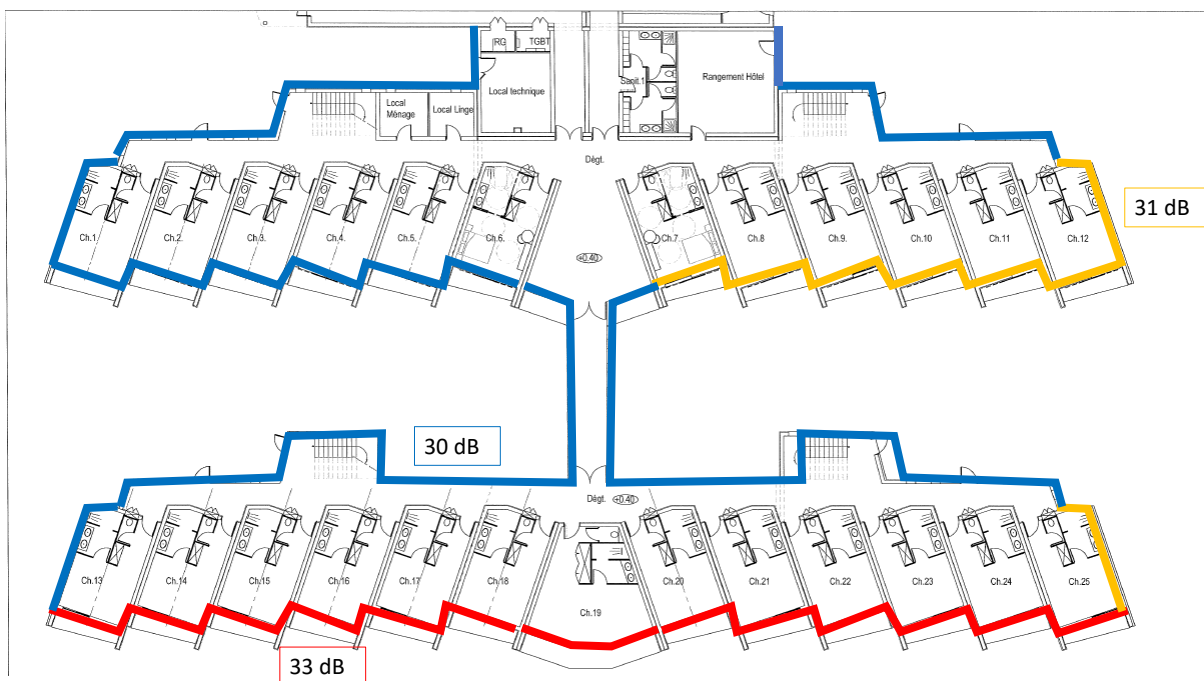 RG
TGBT
Sanit.1
Rangement Hôtel
Local technique
Local
Ménage
Local Linge
Dégt.
Ch.1.
Ch.2.
Ch.3.
Ch.4.
Ch.5.
Ch.6.
Ch.7.
Ch.8
Ch.9.
Ch.10
Ch.11
Ch.12
31 dB
+0.40
30 dB
Dégt.
+0.40
Ch.13
Ch.14
Ch.15
Ch.16
Ch.17
Ch.18
Ch.19
Ch.20
Ch.21
Ch.22
Ch.23
Ch.24
Ch.25
33 dB